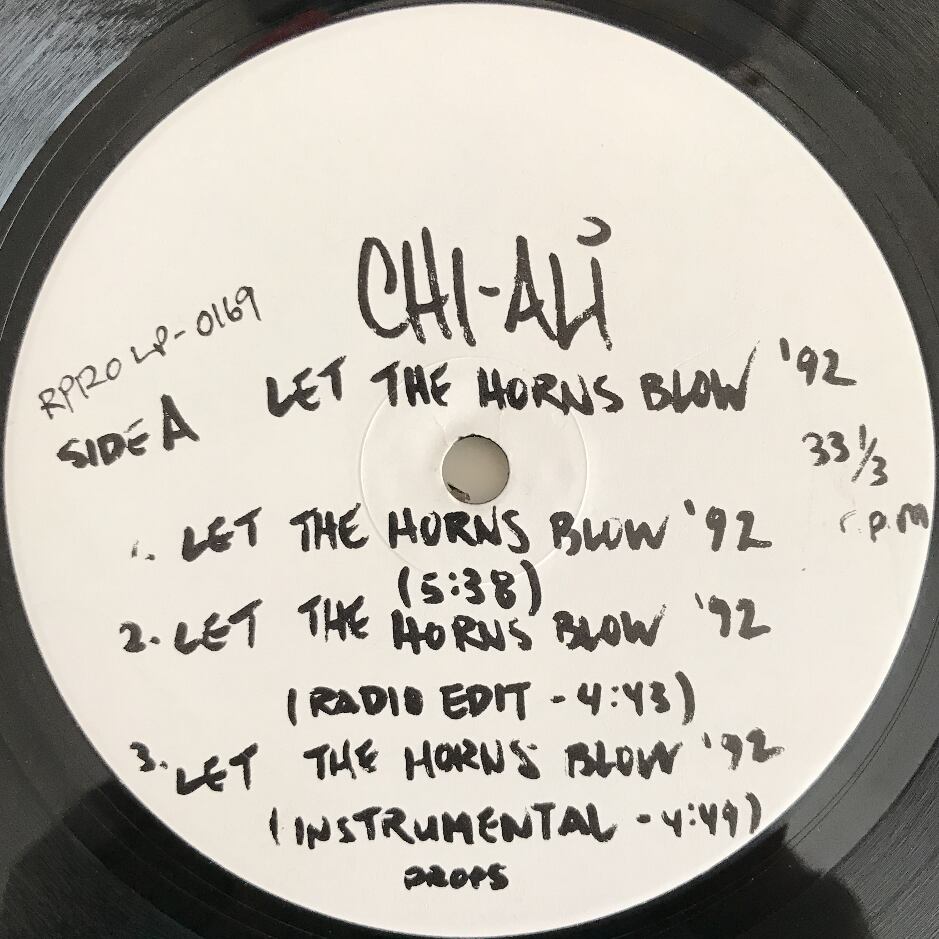 CHI-ALi
RPRO LP-0169
SIDE A LET THE HORNS BLOW '92
33 1/3
r.p.m
1. LET THE HORNS BLOW '92
(5:38)
2. LET THE HORNS BLOW '92
(RADIO EDIT - 4:43)
3. LET THE HORNS BLOW '92
(INSTRUMENTAL - 4:49)
PROPS